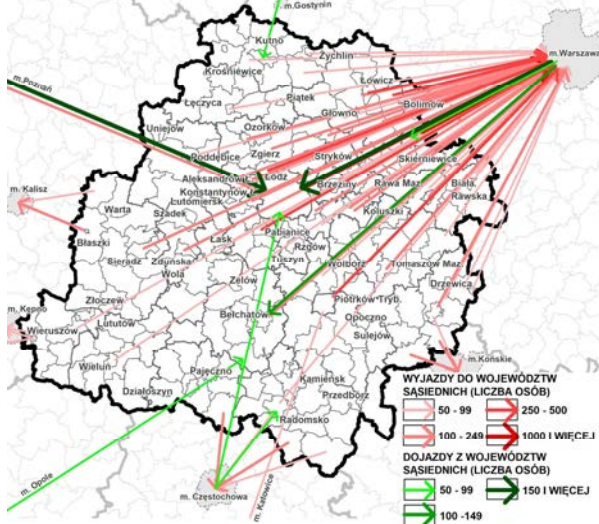 m.Gostynin
Kutno
m.Warszawa
Żychlin
Krośniewice
Łowicz
m.Poznań
Piątek
Łęczyca
Bolimów
Głowno
Ozorków
Uniejów
Zgierz
Stryków
Poddębice
Skierniewice
Aleksandrów
Łódź
Brzeziny
Rawa Maz.
Biała
Rawska
Konstantynów
Lutomiersk
m. Kalisz
Warta
Szadek
Koluszki
Pabianice
Błaszki
Łask
Rzgów
Sieradz
Zduńska
Wola
Tuszyn
Wolbórz
Tomaszów Maz.
Zelów
Drzewica
Złoczew
Piotrków Tryb.
m. Kępno
Bełchatów
Opoczno
Wieruszów
Lututów
Sulejów
Wieluń
Pajęczno
m.Końskie
Kamieńsk
Działoszyn
Przedbórz
Radomsko
m. Opole
m. Częstochowa
m. Katowice
WYJAZDY DO WOJEWÓDZTW
SĄSIEDNICH (LICZBA OSÓB)
50 - 99
250 - 500
100 - 249
1000 I WIĘCEJ
DOJAZDY Z WOJEWÓDZTW
SĄSIEDNICH (LICZBA OSÓB)
50 - 99
150 I WIĘCEJ
100 -149